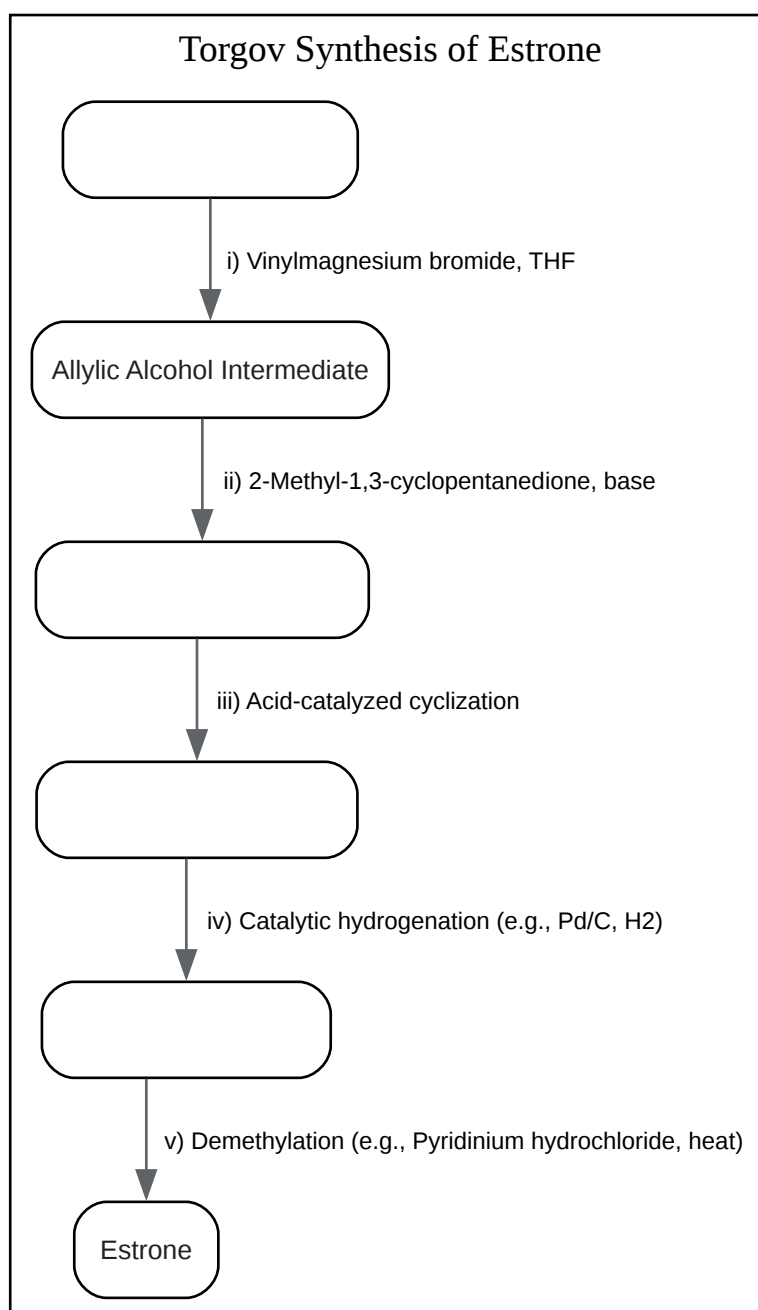 Torgov Synthesis of Estrone
i) Vinylmagnesium bromide, THF
Allylic Alcohol Intermediate
ii) 2-Methyl-1,3-cyclopentanedione, base
iii) Acid-catalyzed cyclization
iv) Catalytic hydrogenation (e.g., Pd/C, H2)
v) Demethylation (e.g., Pyridinium hydrochloride, heat)
Estrone